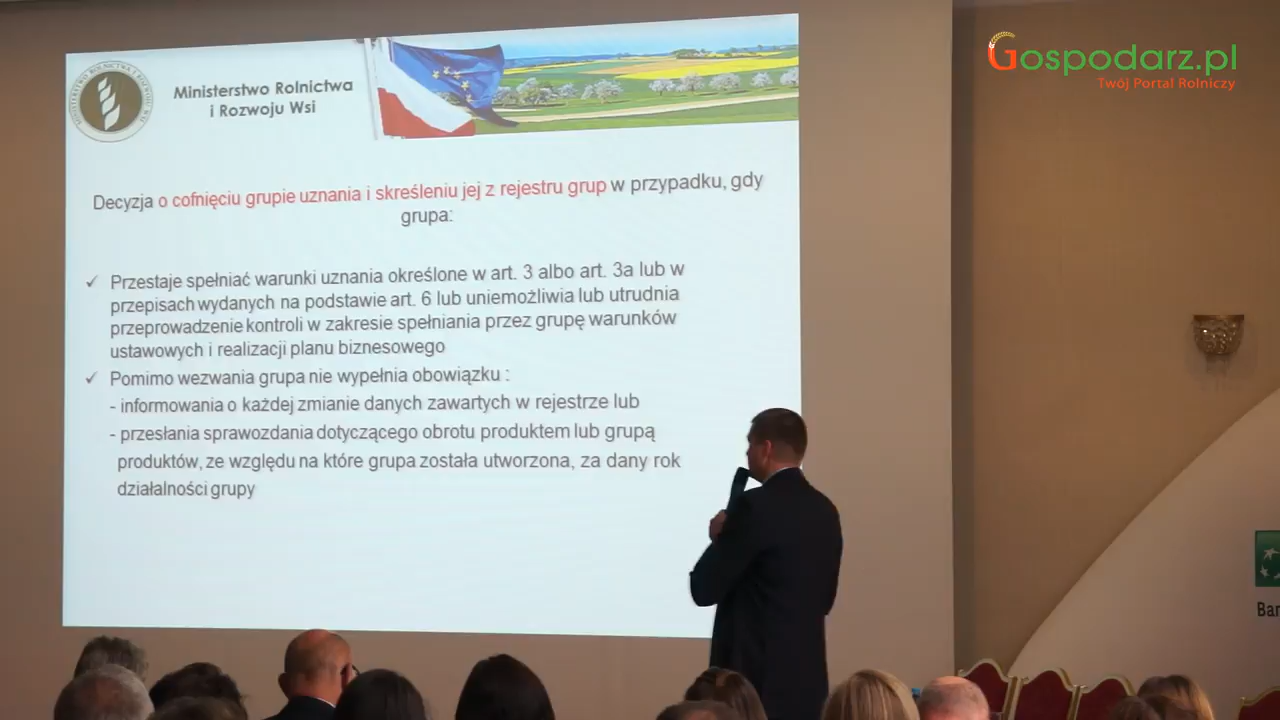 Gospodarz.pl
Twój Portal Rolniczy
Ministerstwo Rolnictwa
i Rozwoju Wsi
Decyzja o cofnięciu grupie uznania i skreśleniu jej z rejestru grup w przypadku, gdy
grupa:
✓ Przestaje spełniać warunki uznania określone w art. 3 albo art. 3a lub w
przepisach wydanych na podstawie art. 6 lub uniemożliwia lub utrudnia
przeprowadzenie kontroli w zakresie spełniania przez grupę warunków
ustawowych i realizacji planu biznesowego
✓ Pomimo wezwania grupa nie wypełnia obowiązku :
- informowania o każdej zmianie danych zawartych w rejestrze lub
- przesłania sprawozdania dotyczącego obrotu produktem lub grupą
produktów, ze względu na które grupa została utworzona, za dany rok
działalności grupy